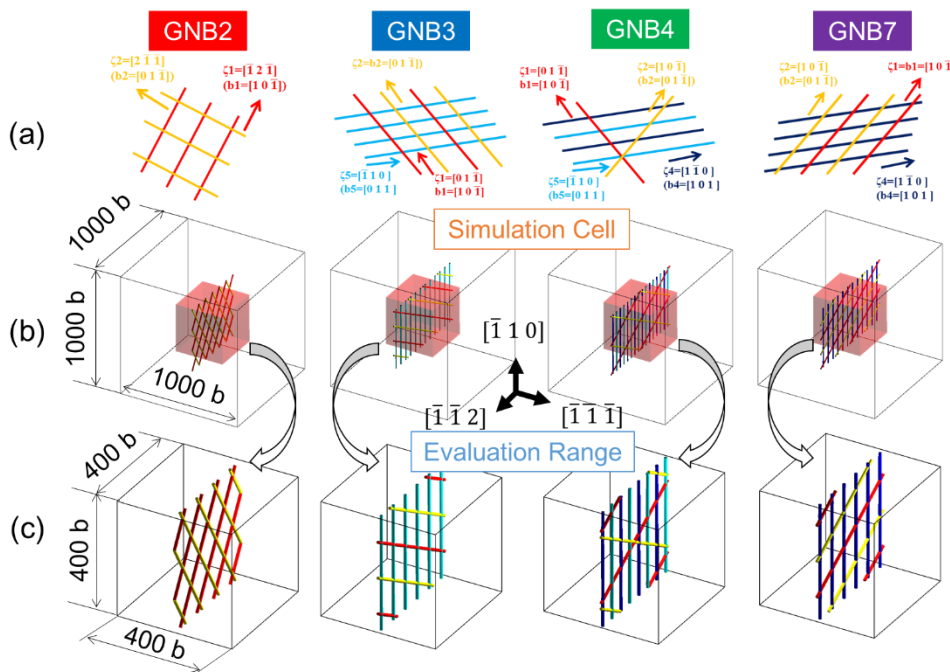 GNB2 GNB3 GNB4 GNB7
(a)
ζ2=[2 1̅ 1̅]
(b2=[0 1 1̅])
ζ1=[1̅ 2 1̅]
(b1=[1 0 1̅])
ζ2=b2=[0 1 1̅]
ζ5=[1̅ 1 0 ]
(b5=[0 1 1 ]
ζ1=[0 1 1̅]
b1=[1 0 1̅]
ζ1=[0 1 1̅]
b1=[1 0 1̅]
ζ2=[1 0 1̅]
(b2=[0 1 1̅])
ζ5=[1̅ 1 0 ]
(b5=[0 1 1 ]
ζ4=[1 1̅ 0 ]
(b4=[1 0 1 ]
ζ2=[1 0 1̅]
(b2=[0 1 1̅])
ζ1=b1=[1 0 1̅]
ζ4=[1 1̅ 0 ]
(b4=[1 0 1 ]
Simulation Cell
(b)
1000 b
1000 b
1000 b
[1̅ 1 0]
[1̅ 1̅ 2]
[1̅ 1̅ 1̅]
Evaluation Range
(c)
400 b
400 b
400 b